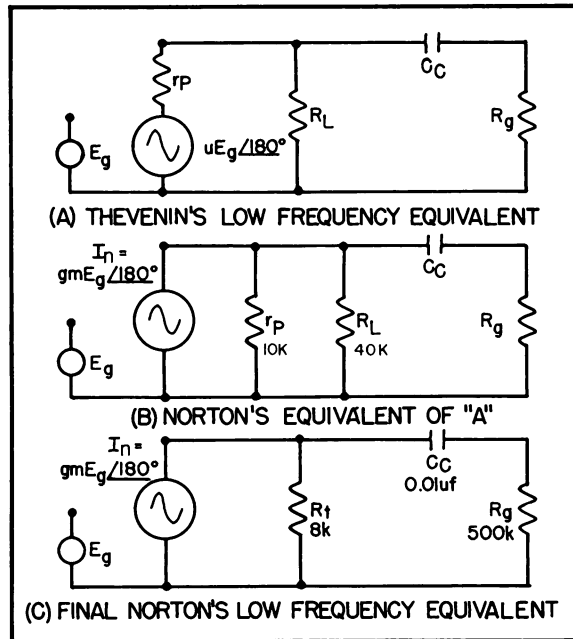 rP
RL
CC
Rg
Eg
uEg∠180°
(A) THEVENIN'S LOW FREQUENCY EQUIVALENT
In =
gmEg∠180°
CC
rP
10K
RL
40K
Rg
Eg
(B) NORTON'S EQUIVALENT OF "A"
In =
gmEg∠180°
CC
0.01uf
Rt
8k
Rg
500k
Eg
(C) FINAL NORTON'S LOW FREQUENCY EQUIVALENT